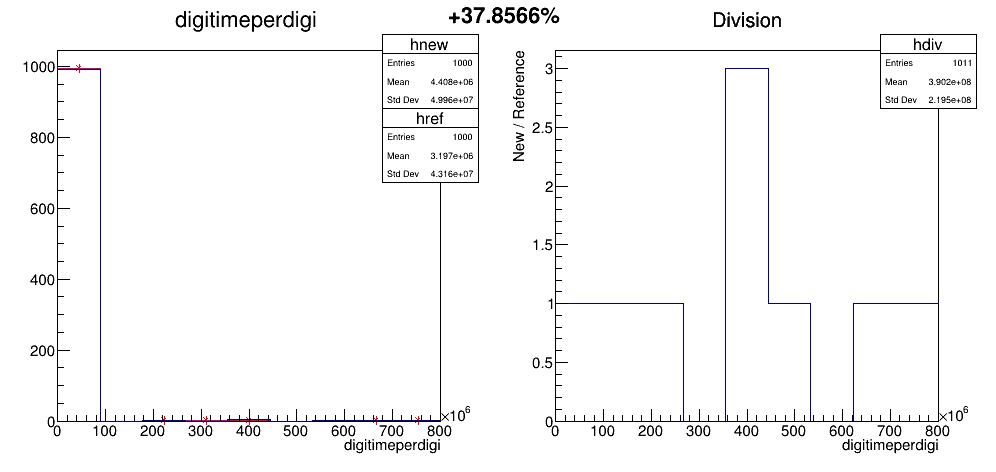 digitimeperdigi
+37.8566%
Division
hnew
Entries 1000
Mean 4.408e+06
Std Dev 4.996e+07
href
Entries 1000
Mean 3.197e+06
Std Dev 4.316e+07
1000
800
600
400
200
0
0 100 200 300 400 500 600 700 800
×10⁶
digitimeperdigi
hdiv
Entries 1011
Mean 3.902e+08
Std Dev 2.195e+08
New / Reference
3
2.5
2
1.5
1
0.5
0
0 100 200 300 400 500 600 700 800
×10⁶
digitimeperdigi